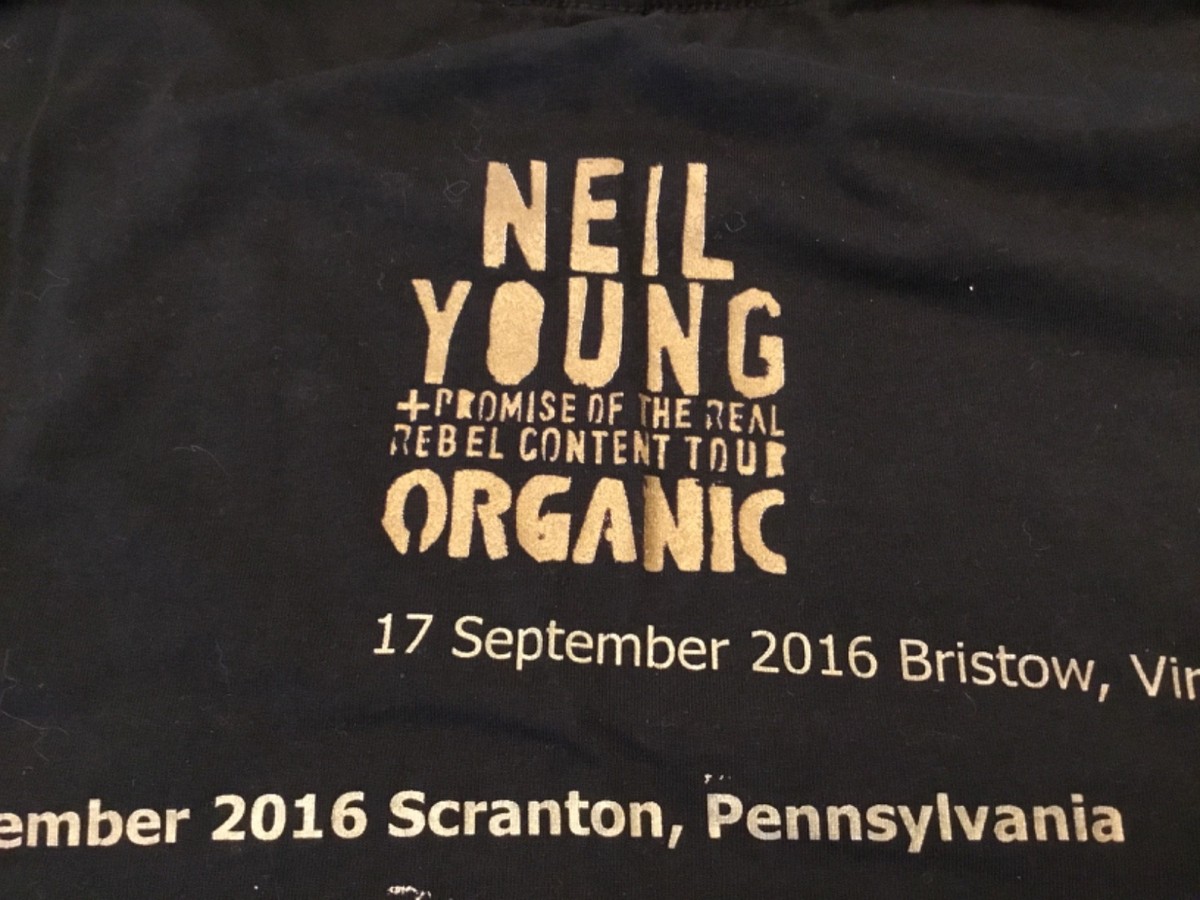 NEIL
YOUNG
+PROMISE OF THE REAL
REBEL CONTENT TOUR
ORGANIC
17 September 2016 Bristow, Vir
ember 2016 Scranton, Pennsylvania